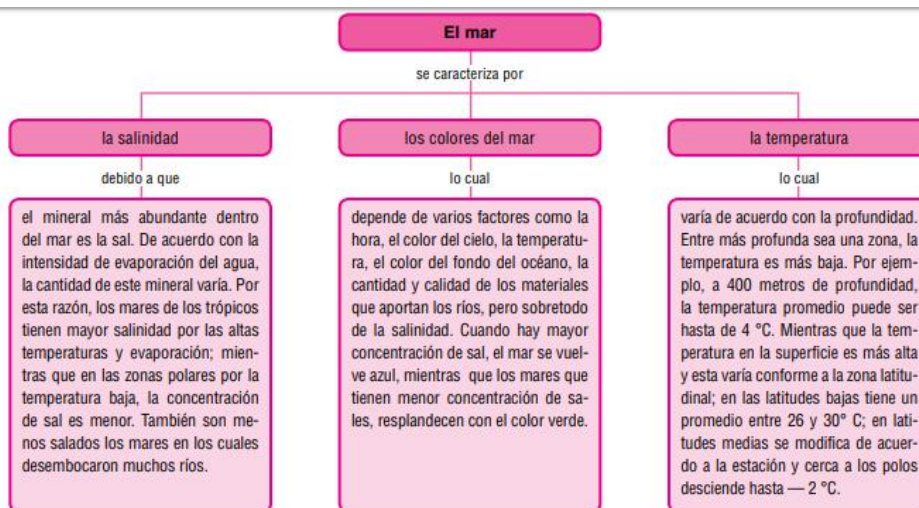 El mar
se caracteriza por
la salinidad
debido a que
el mineral más abundante dentro
del mar es la sal. De acuerdo con la
intensidad de evaporación del agua,
la cantidad de este mineral varía. Por
esta razón, los mares de los trópicos
tienen mayor salinidad por las altas
temperaturas y evaporación; mien-
tras que en las zonas polares por la
temperatura baja, la concentración
de sal es menor. También son me-
nos salados los mares en los cuales
desembocaron muchos ríos.
los colores del mar
lo cual
depende de varios factores como la
hora, el color del cielo, la temperatu-
ra, el color del fondo del océano, la
cantidad y calidad de los materiales
que aportan los ríos, pero sobretodo
de la salinidad. Cuando hay mayor
concentración de sal, el mar se vuel-
ve azul, mientras que los mares que
tienen menor concentración de sa-
les, resplandecen con el color verde.
la temperatura
lo cual
varía de acuerdo con la profundidad.
Entre más profunda sea una zona, la
temperatura es más baja. Por ejem-
plo, a 400 metros de profundidad,
la temperatura promedio puede ser
hasta de 4 °C. Mientras que la tem-
peratura en la superficie es más alta
y esta varía conforme a la zona latitu-
dinal; en las latitudes bajas tiene un
promedio entre 26 y 30° C; en lati-
tudes medias se modifica de acuer-
do a la estación y cerca a los polos
desciende hasta — 2 °C.